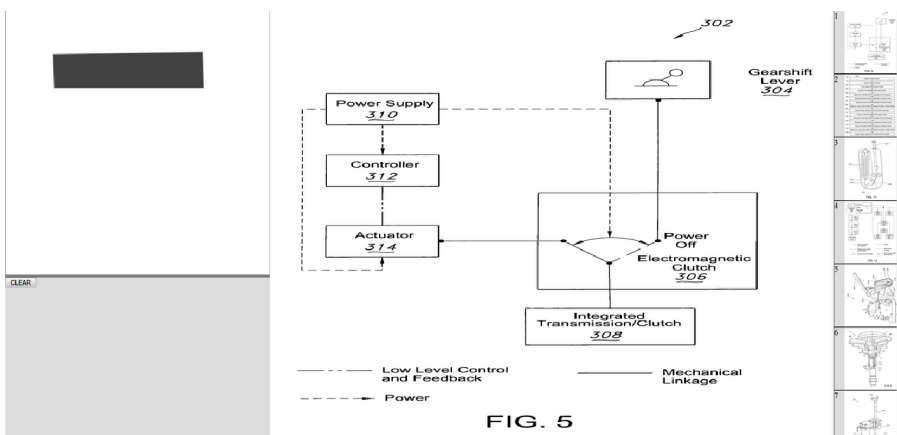 302
Gearshift
Lever
304
Power Supply
310
Controller
312
Actuator
314
Power
Off
Electromagnetic
Clutch
306
Integrated
Transmission/Clutch
308
Low Level Control
and Feedback
Mechanical
Linkage
Power
FIG. 5
CLEAR
1
2
3
4
5
6
7